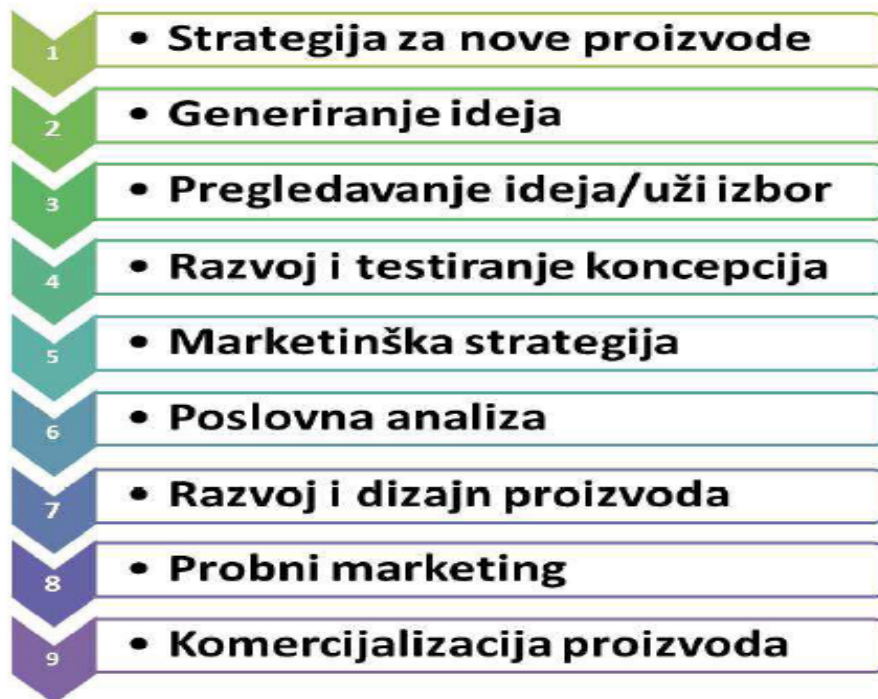 1 • Strategija za nove proizvode
2 • Generiranje ideja
3 • Pregledavanje ideja/uži izbor
4 • Razvoj i testiranje koncepcija
5 • Marketinška strategija
6 • Poslovna analiza
7 • Razvoj i dizajn proizvoda
8 • Probni marketing
9 • Komercijalizacija proizvoda